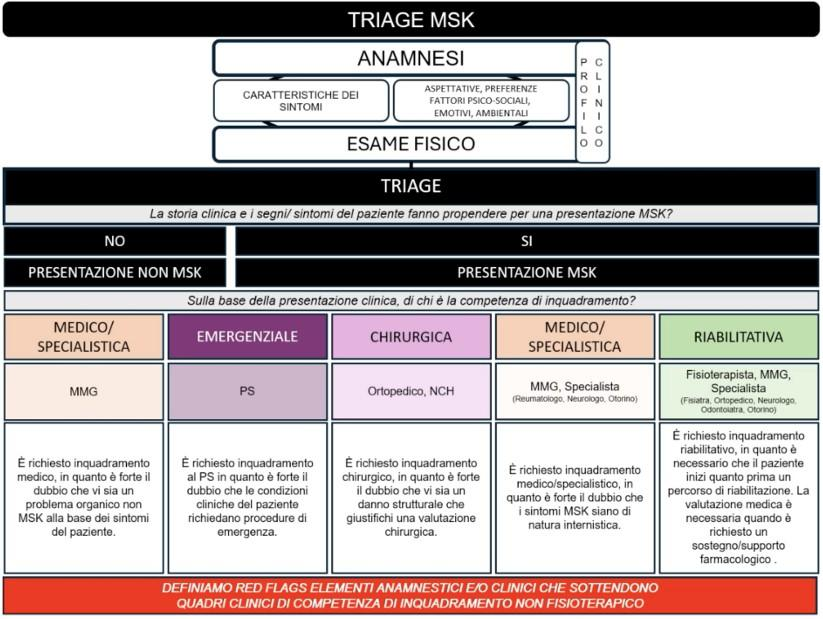 TRIAGE MSK
ANAMNESI
CARATTERISTICHE DEI
SINTOMI
ASPETTATIVE, PREFERENZE
FATTORI PSICO-SOCIALI,
EMOTIVI, AMBIENTALI
ESAME FISICO
PROFILO
CLINICO
TRIAGE
La storia clinica e i segni/ sintomi del paziente fanno propendere per una presentazione MSK?
NO
SI
PRESENTAZIONE NON MSK
PRESENTAZIONE MSK
Sulla base della presentazione clinica, di chi è la competenza di inquadramento?
MEDICO/
SPECIALISTICA
EMERGENZIALE
CHIRURGICA
MEDICO/
SPECIALISTICA
RIABILITATIVA
MMG
PS
Ortopedico, NCH
MMG, Specialista
(Reumatologo, Neurologo, Otorino)
Fisioterapista, MMG,
Specialista
(Fisiatra, Ortopedico, Neurologo,
Odontoiatra, Otorino)
È richiesto inquadramento
medico, in quanto è forte il
dubbio che vi sia un
problema organico non
MSK alla base dei sintomi
del paziente.
È richiesto inquadramento
al PS in quanto è forte il
dubbio che le condizioni
cliniche del paziente
richiedano procedure di
emergenza.
È richiesto inquadramento
chirurgico, in quanto è forte
il dubbio che vi sia un
danno strutturale che
giustifichi una valutazione
chirurgica.
È richiesto inquadramento
medico/specialistico, in
quanto è forte il dubbio che
i sintomi MSK siano di
natura internistica.
È richiesto inquadramento
riabilitativo, in quanto è
necessario che il paziente
inizi quanto prima un
percorso di riabilitazione. La
valutazione medica è
necessaria quando è
richiesto un
sostegno/supporto
farmacologico .
DEFINIAMO RED FLAGS ELEMENTI ANAMNESTICI E/O CLINICI CHE SOTTENDONO
QUADRI CLINICI DI COMPETENZA DI INQUADRAMENTO NON FISIOTERAPICO